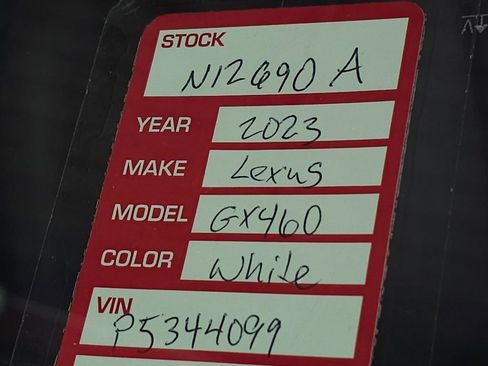 STOCK
N12690 A
YEAR 2023
MAKE Lexus
MODEL GX460
COLOR White
VIN
P5344099